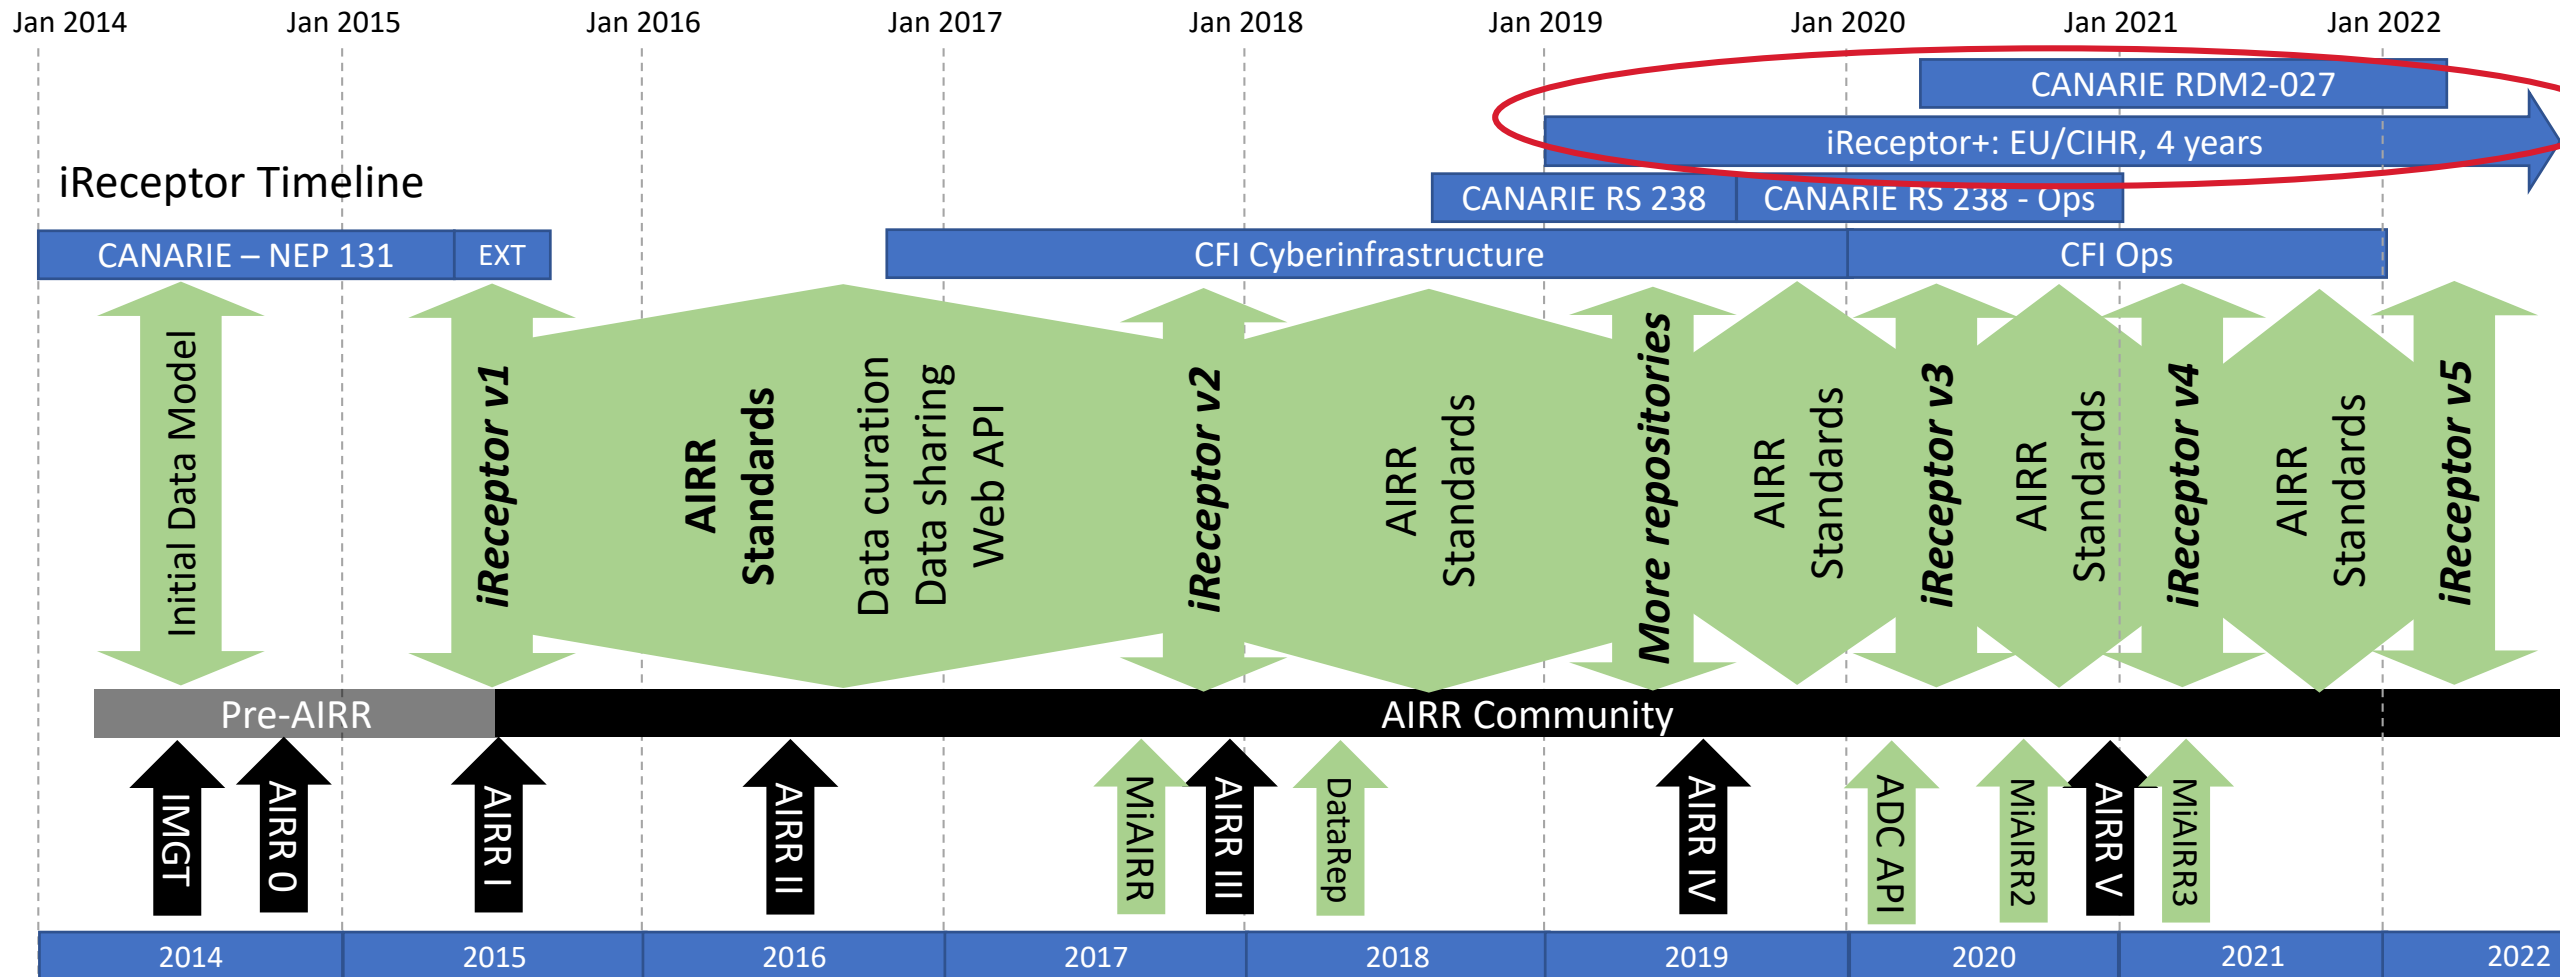 Jan 2014
Jan 2015
Jan 2016
Jan 2017
Jan 2018
Jan 2019
Jan 2020
Jan 2021
Jan 2022
CANARIE RDM2-027
iReceptor+: EU/CIHR, 4 years
iReceptor Timeline
CANARIE RS 238
CANARIE RS 238 - Ops
CANARIE – NEP 131
EXT
CFI Cyberinfrastructure
CFI Ops
Initial Data Model
iReceptor v1
AIRR
Standards
Data curation
Data sharing
Web API
iReceptor v2
AIRR
Standards
More repositories
AIRR
Standards
iReceptor v3
AIRR
Standards
iReceptor v4
AIRR
Standards
iReceptor v5
Pre-AIRR
AIRR Community
IMGT
AIRR 0
AIRR I
AIRR II
MiAIRR
AIRR III
DataRep
AIRR IV
ADC API
MiAIRR2
AIRR V
MiAIRR3
2014
2015
2016
2017
2018
2019
2020
2021
2022